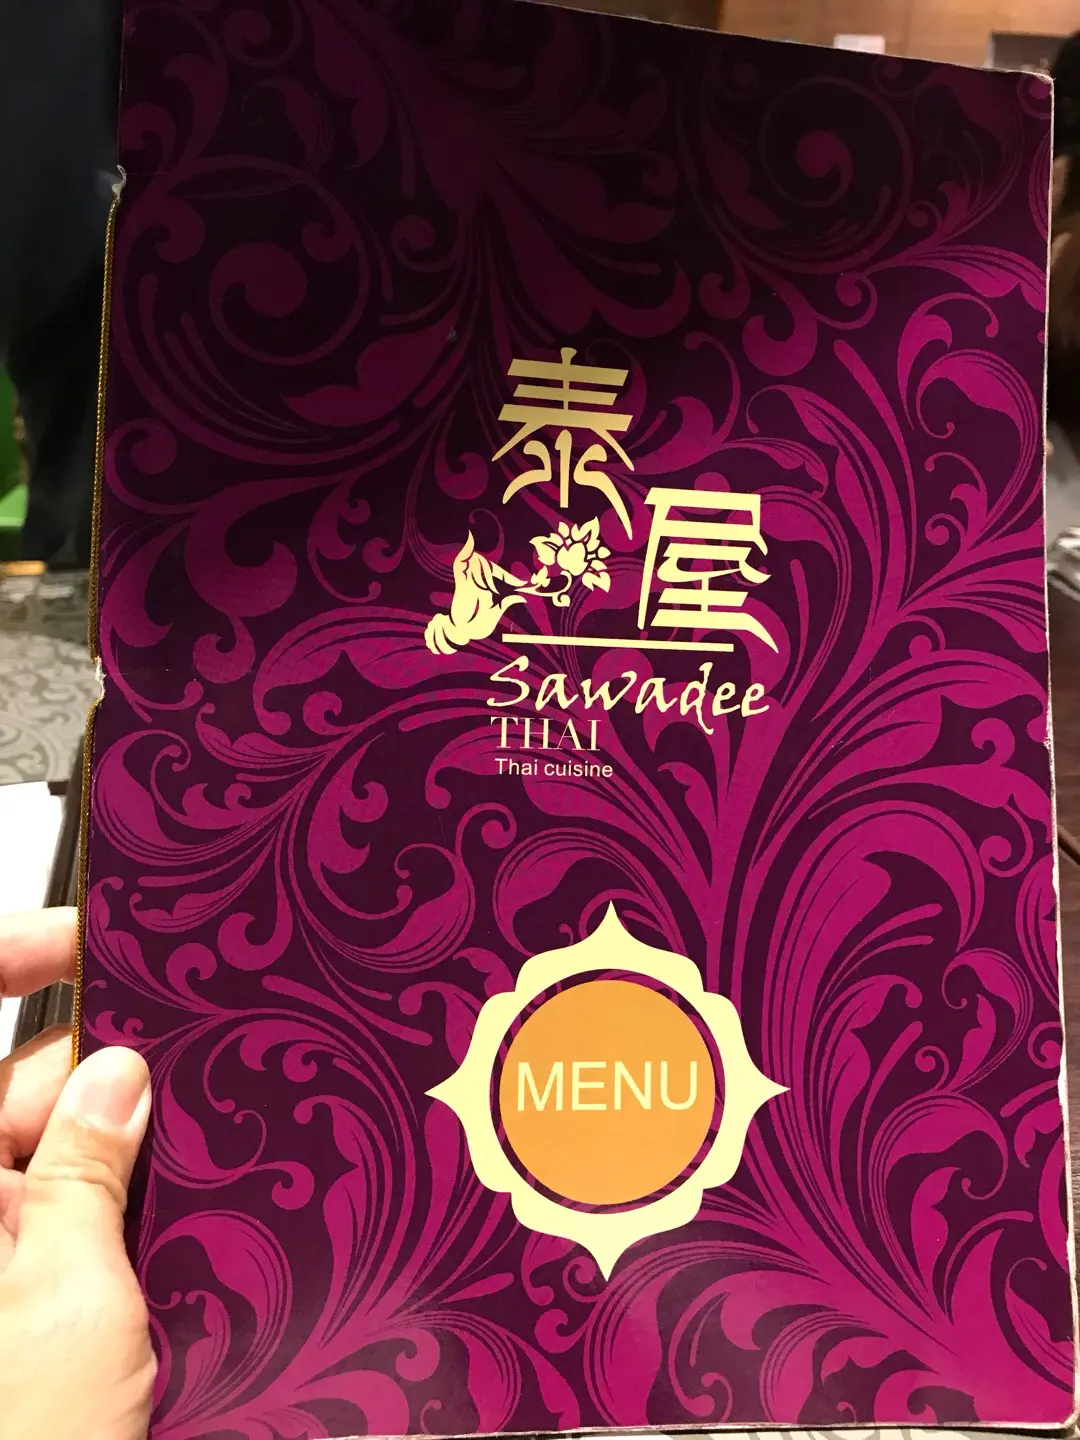 泰
屋
Sawadee
THAI
Thai cuisine
MENU